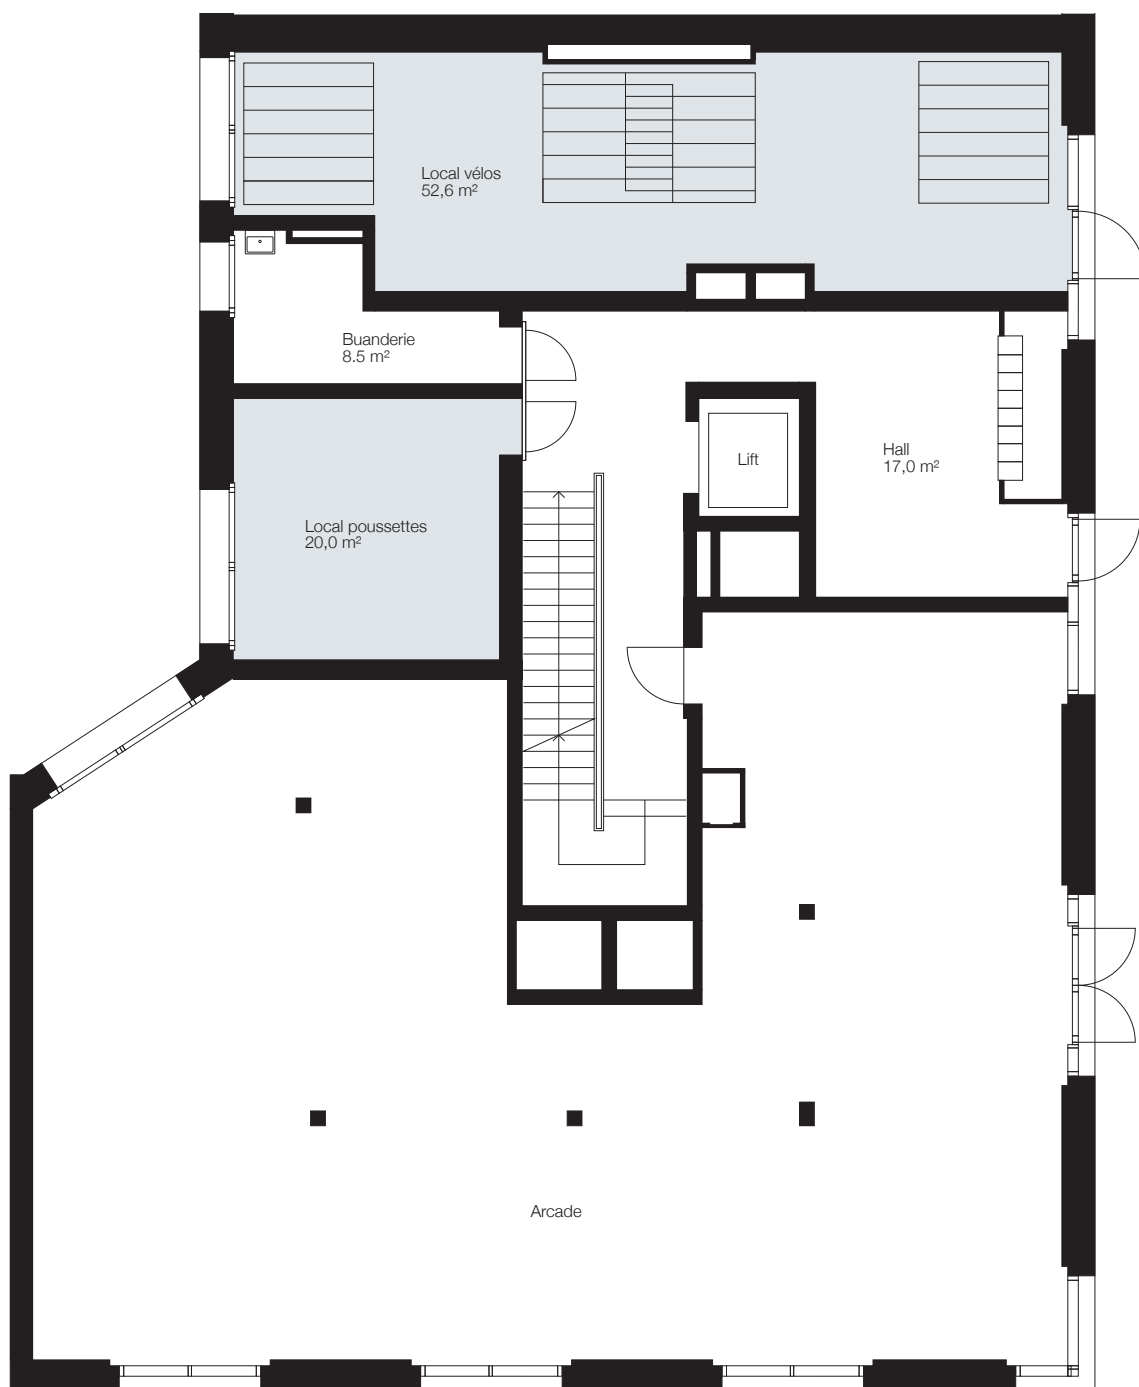 Local vélos
52,6 m²
Buanderie
8.5 m²
Lift
Hall
17,0 m²
Local poussettes
20,0 m²
Arcade